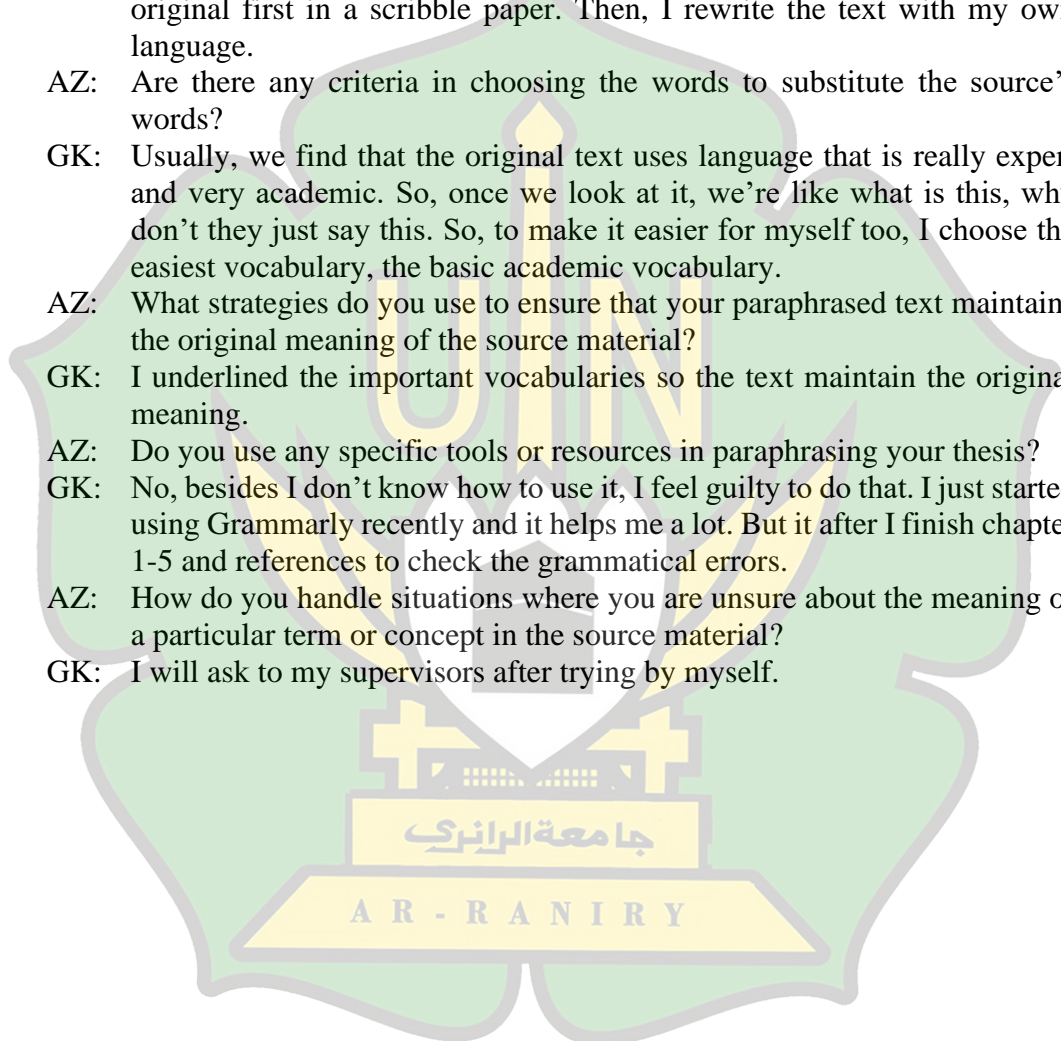 original first in a scribble paper. Then, I rewrite the text with my ow
language.
AZ: Are there any criteria in choosing the words to substitute the source'
words?
GK: Usually, we find that the original text uses language that is really exper
and very academic. So, once we look at it, we're like what is this, wh
don't they just say this. So, to make it easier for myself too, I choose th
easiest vocabulary, the basic academic vocabulary.
AZ: What strategies do you use to ensure that your paraphrased text maintain
the original meaning of the source material?
GK: I underlined the important vocabularies so the text maintain the origina
meaning.
AZ: Do you use any specific tools or resources in paraphrasing your thesis?
GK: No, besides I don't know how to use it, I feel guilty to do that. I just starte
using Grammarly recently and it helps me a lot. But it after I finish chapte
1-5 and references to check the grammatical errors.
AZ: How do you handle situations where you are unsure about the meaning o
a particular term or concept in the source material?
GK: I will ask to my supervisors after trying by myself.
UIN
جامعة الرانري
AR-RANIRY